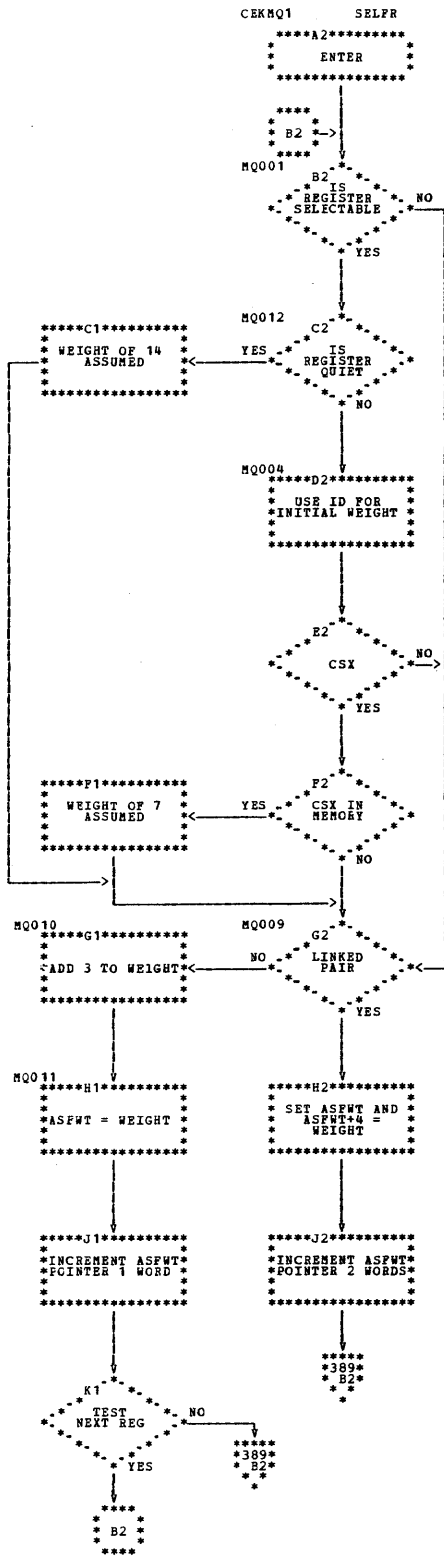 CEKMQ1 SELFR
A2
ENTER
B2
MQ001
B2
IS
REGISTER
SELECTABLE
NO
YES
C1
WEIGHT OF 14
ASSUMED
MQ012
C2
YES
IS
REGISTER
QUIET
NO
MQ004
D2
USE ID FOR
INITIAL WEIGHT
E2
CSX
NO
YES
F1
WEIGHT OF 7
ASSUMED
F2
YES
CSX IN
MEMORY
NO
MQ010
G1
ADD 3 TO WEIGHT
MQ009
G2
NO
LINKED
PAIR
YES
MQ011
H1
ASFWT = WEIGHT
H2
SET ASFWT AND
ASFWT+4 =
WEIGHT
J1
INCREMENT ASFWT
POINTER 1 WORD
J2
INCREMENT ASFWT
POINTER 2 WORDS
389
B2
K1
TEST
NEXT REG
NO
YES
389
B2
B2